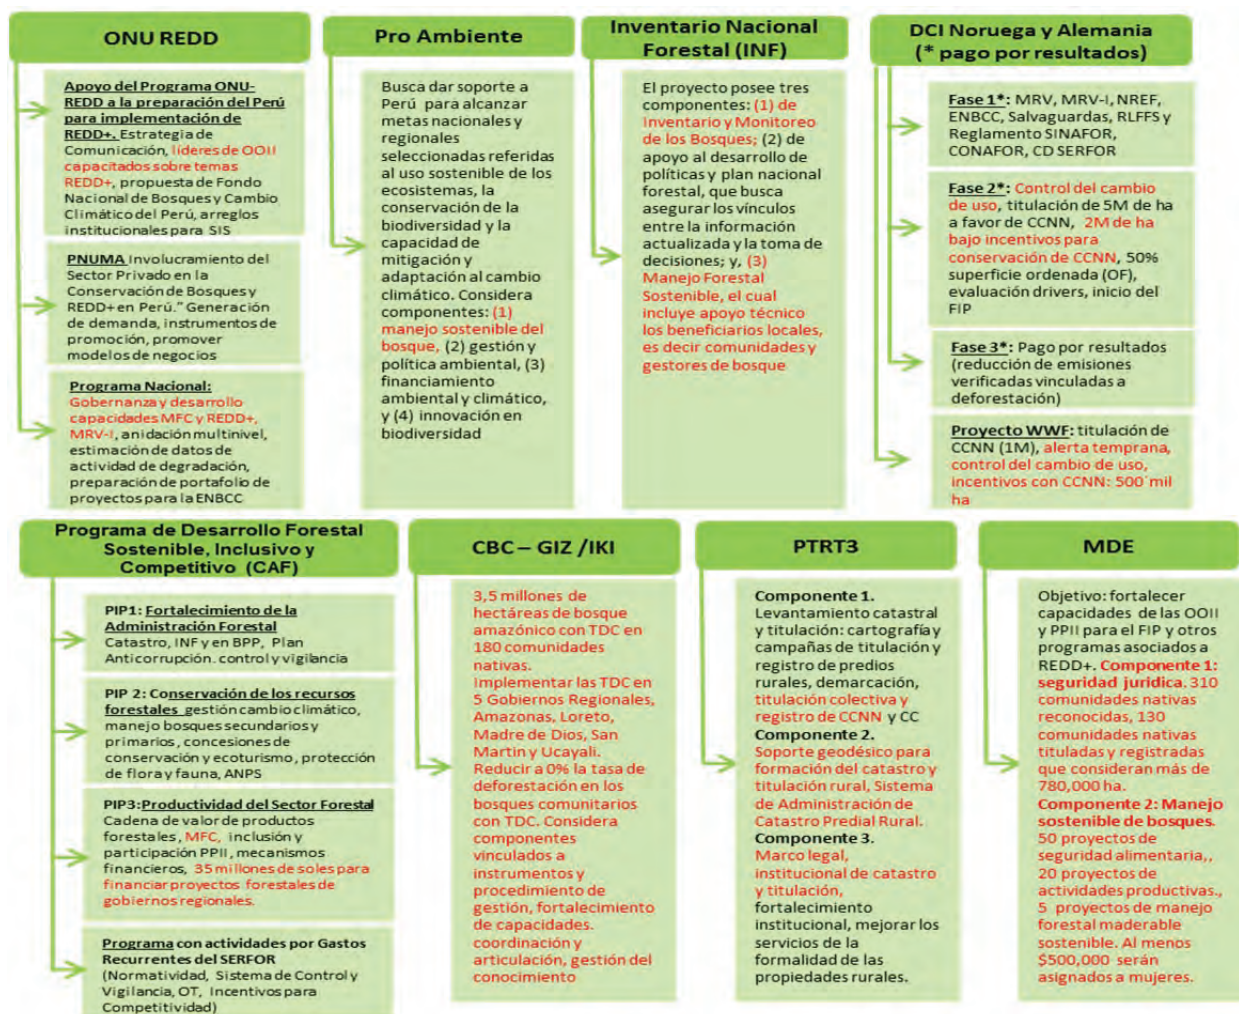 ONU REDD
Apoyo del Programa ONU-
REDD a la preparación del Perú
para implementación de
REDD+. Estrategia de
Comunicación, líderes de OOII
capacitados sobre temas
REDD+, propuesta de Fondo
Nacional de Bosques y Cambio
Climático del Perú, arreglos
institucionales para SIS
PNUMA Involucramiento del
Sector Privado en la
Conservación de Bosques y
REDD+ en Perú." Generación
de demanda, instrumentos de
promoción, promover
modelos de negocios
Programa Nacional:
Gobernanza y desarrollo
capacidades MFC y REDD+,
MRV-I, anidación multinivel,
estimación de datos de
actividad de degradación,
preparación de portafolio de
proyectos para la ENBCC
Pro Ambiente
Busca dar soporte a
Perú para alcanzar
metas nacionales y
regionales
seleccionadas referidas
al uso sostenible de los
ecosistemas, la
conservación de la
biodiversidad y la
capacidad de
mitigación y
adaptación al cambio
climático. Considera
componentes: (1)
manejo sostenible del
bosque, (2) gestión y
política ambiental, (3)
financiamiento
ambiental y climático,
y (4) innovación en
biodiversidad
Inventario Nacional
Forestal (INF)
El proyecto posee tres
componentes: (1) de
Inventario y Monitoreo
de los Bosques; (2) de
apoyo al desarrollo de
políticas y plan nacional
forestal, que busca
asegurar los vínculos
entre la información
actualizada y la toma de
decisiones; y, (3)
Manejo Forestal
Sostenible, el cual
incluye apoyo técnico
los beneficiarios locales,
es decir comunidades y
gestores de bosque
DCI Noruega y Alemania
(* pago por resultados)
Fase 1*: MRV, MRV-I, NREF,
ENBCC, Salvaguardas, RLFFS y
Reglamento SINAFOR,
CONAFOR, CD SERFOR
Fase 2*: Control del cambio
de uso, titulación de 5M de ha
a favor de CCNN, 2M de ha
bajo incentivos para
conservación de CCNN, 50%
superficie ordenada (OF),
evaluación drivers, inicio del
FIP
Fase 3*: Pago por resultados
(reducción de emisiones
verificadas vinculadas a
deforestación)
Proyecto WWF: titulación de
CCNN (1M), alerta temprana,
control del cambio de uso,
incentivos con CCNN: 500 mil
ha
Programa de Desarrollo Forestal
Sostenible, Inclusivo y
Competitivo (CAF)
PIP1: Fortalecimiento de la
Administración Forestal
Catastro, INF y en BPP, Plan
Anticorrupción. control y vigilancia
PIP 2: Conservación de los recursos
forestales gestión cambio climático,
manejo bosques secundarios y
primarios, concesiones de
conservación y ecoturismo, protección
de flora y fauna, ANPS
PIP3:Productividad del Sector Forestal
Cadena de valor de productos
forestales, MFC, inclusión y
participación PPII, mecanismos
financieros, 35 millones de soles para
financiar proyectos forestales de
gobiernos regionales.
Programa con actividades por Gastos
Recurrentes del SERFOR
(Normatividad, Sistema de Control y
Vigilancia, OT, Incentivos para
Competitividad)
CBC – GIZ /IKI
3,5 millones de
hectáreas de bosque
amazónico con TDC en
180 comunidades
nativas.
Implementar las TDC en
5 Gobiernos Regionales,
Amazonas, Loreto,
Madre de Dios, San
Martin y Ucayali.
Reducir a 0% la tasa de
deforestación en los
bosques comunitarios
con TDC. Considera
componentes
vinculados a
instrumentos y
procedimiento de
gestión, fortalecimiento
de capacidades.
coordinación y
articulación, gestión del
conocimiento
PTRT3
Componente 1.
Levantamiento catastral
y titulación: cartografía y
campañas de titulación y
registro de predios
rurales, demarcación,
titulación colectiva y
registro de CCNN y CC
Componente 2.
Soporte geodésico para
formación del catastro y
titulación rural, Sistema
de Administración de
Catastro Predial Rural.
Componente 3.
Marco legal,
institucional de catastro
y titulación,
fortalecimiento
institucional, mejorar los
servicios de la
formalidad de las
propiedades rurales.
MDE
Objetivo: fortalecer
capacidades de las OOII
y PPII para el FIP y otros
programas asociados a
REDD+. Componente 1:
seguridad jurídica. 310
comunidades nativas
reconocidas, 130
comunidades nativas
tituladas y registradas
que consideran más de
780,000 ha.
Componente 2: Manejo
sostenible de bosques.
50 proyectos de
seguridad alimentaria,,
20 proyectos de
actividades productivas.,
5 proyectos de manejo
forestal maderable
sostenible. Al menos
$500,000 serán
asignados a mujeres.